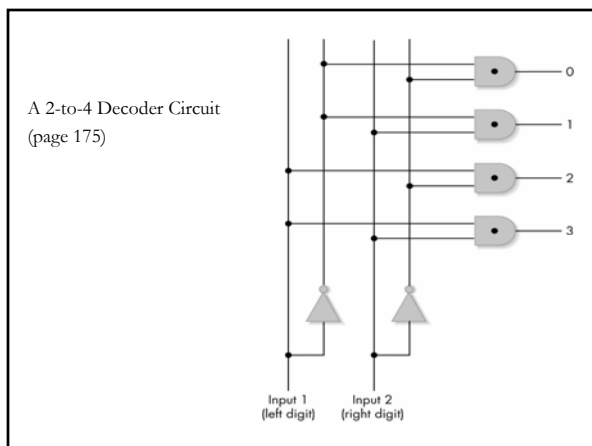 A 2-to-4 Decoder Circuit
(page 175)
0
1
2
3
Input 1
(left digit)
Input 2
(right digit)